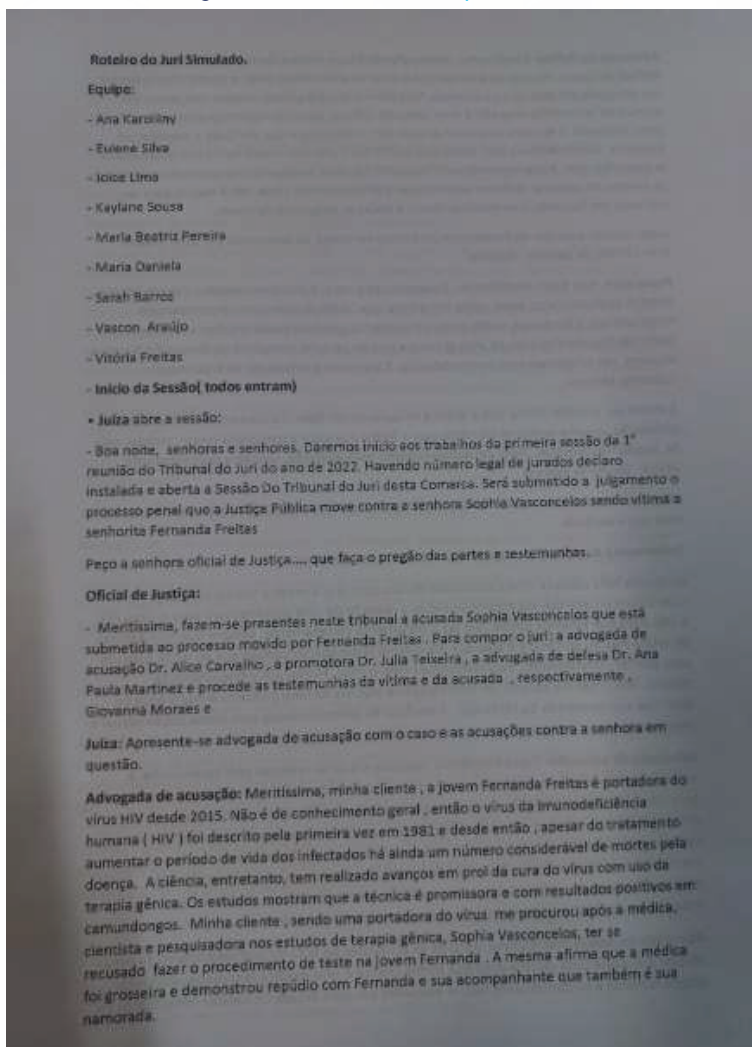 Roteiro do Juri Simulado.
Equipe:
- Ana Karoliny
- Eulene Silva
- Joice Lima
- Kaylane Sousa
- Maria Beatriz Pereira
- Maria Daniela
- Sarah Barros
- Vascon Araújo
- Vitória Freitas
- Início da Sessão( todos entram)
• Juíza abre a sessão:
- Boa noite, senhoras e senhores. Daremos início aos trabalhos da primeira sessão da 1°
reunião do Tribunal do Juri do ano de 2022. Havendo número legal de jurados declaro
instalada e aberta a Sessão Do Tribunal do Juri desta Comarca. Será submetido a julgamento o
processo penal que a Justiça Pública move contra a senhora Sophia Vasconcelos sendo vítima a
senhorita Fernanda Freitas
Peço a senhora oficial de Justiça.... que faça o pregão das partes e testemunhas.
Oficial de Justiça:
- Meritíssima, fazem-se presentes neste tribunal a acusada Sophia Vasconcelos que está
submetida ao processo movido por Fernanda Freitas . Para compor o juri: a advogada de
acusação Dr. Alice Carvalho , a promotora Dr. Julia Teixeira , a advogada de defesa Dr. Ana
Paula Martinez e procede as testemunhas da vítima e da acusada , respectivamente ,
Giovanna Moraes e
Juíza: Apresente-se advogada de acusação com o caso e as acusações contra a senhora em
questão.
Advogada de acusação: Meritíssima, minha cliente , a jovem Fernanda Freitas é portadora do
vírus HIV desde 2015. Não é de conhecimento geral , então o vírus da imunodeficiência
humana ( HIV ) foi descrito pela primeira vez em 1981 e desde então , apesar do tratamento
aumentar o período de vida dos infectados há ainda um número considerável de mortes pela
doença. A ciência, entretanto, tem realizado avanços em prol da cura do vírus com uso da
terapia gênica. Os estudos mostram que a técnica é promissora e com resultados positivos em
camundongos. Minha cliente , sendo uma portadora do vírus me procurou após a médica,
cientista e pesquisadora nos estudos de terapia gênica, Sophia Vasconcelos, ter se
recusado fazer o procedimento de teste na jovem Fernanda . A mesma afirma que a médica
foi grosseira e demonstrou repúdio com Fernanda e sua acompanhante que também é sua
namorada.